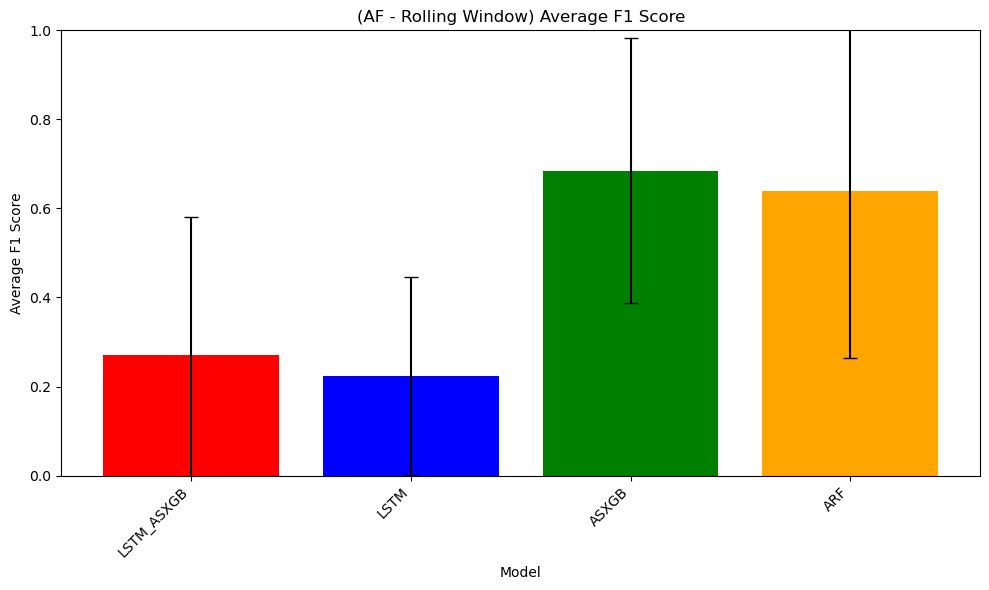 (AF - Rolling Window) Average F1 Score
Average F1 Score
1.0
0.8
0.6
0.4
0.2
0.0
LSTM_ASXGB
LSTM
ASXGB
ARF
Model